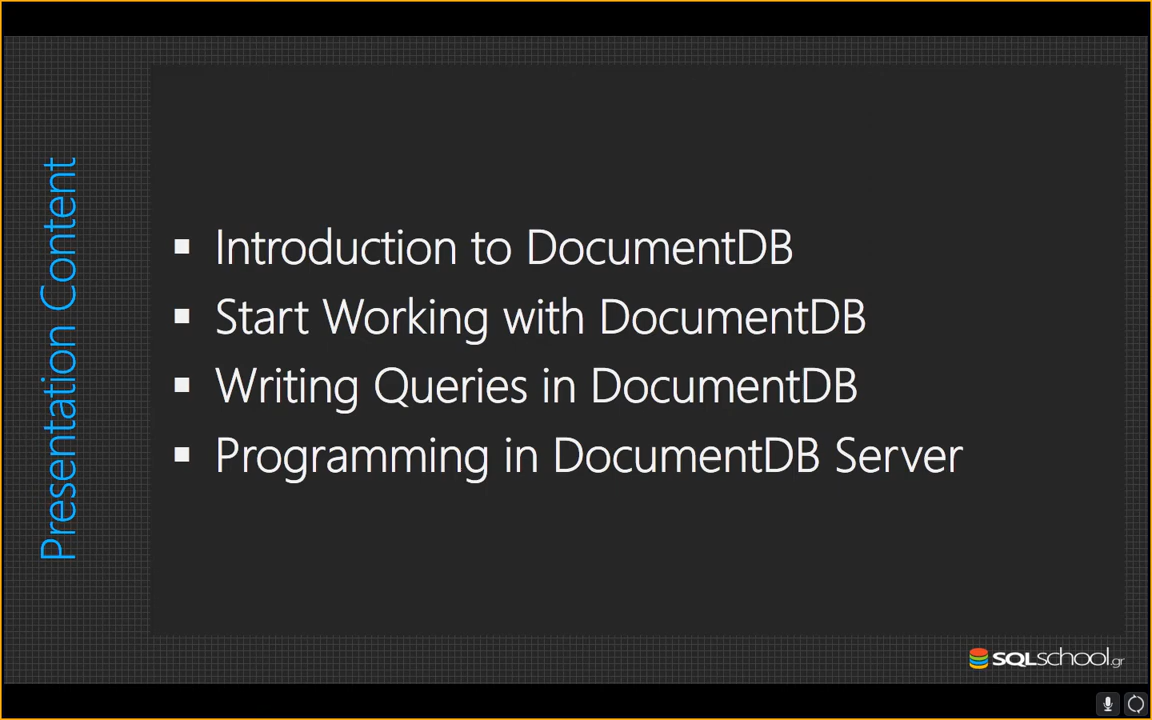 Presentation Content
Introduction to DocumentDB
Start Working with DocumentDB
Writing Queries in DocumentDB
Programming in DocumentDB Server
SQLschool.gr